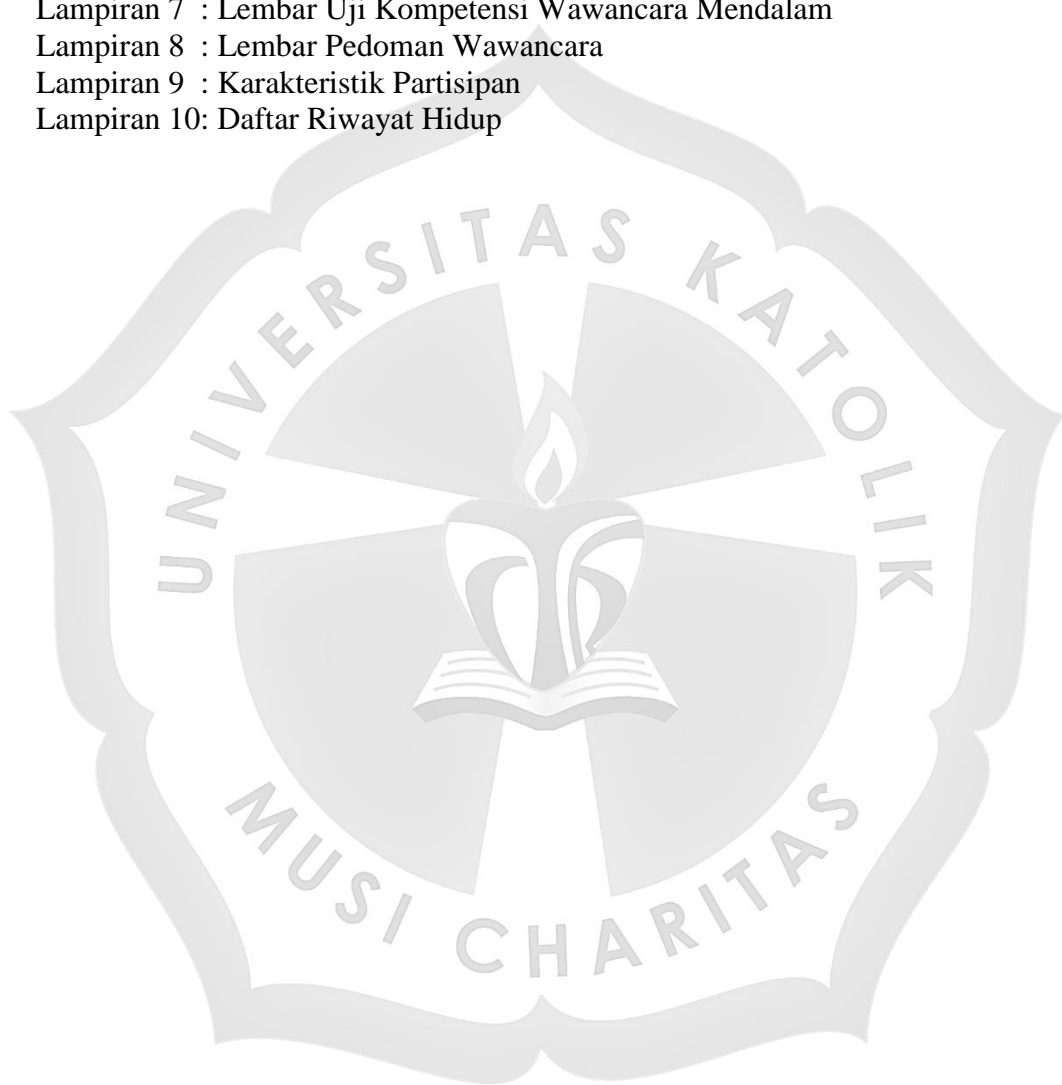 Lampiran 7 : Lembar Uji Kompetensi Wawancara Mendalam
Lampiran 8 : Lembar Pedoman Wawancara
Lampiran 9 : Karakteristik Partisipan
Lampiran 10: Daftar Riwayat Hidup
UNIVERSITAS KATOLIK
MUSI CHARITAS